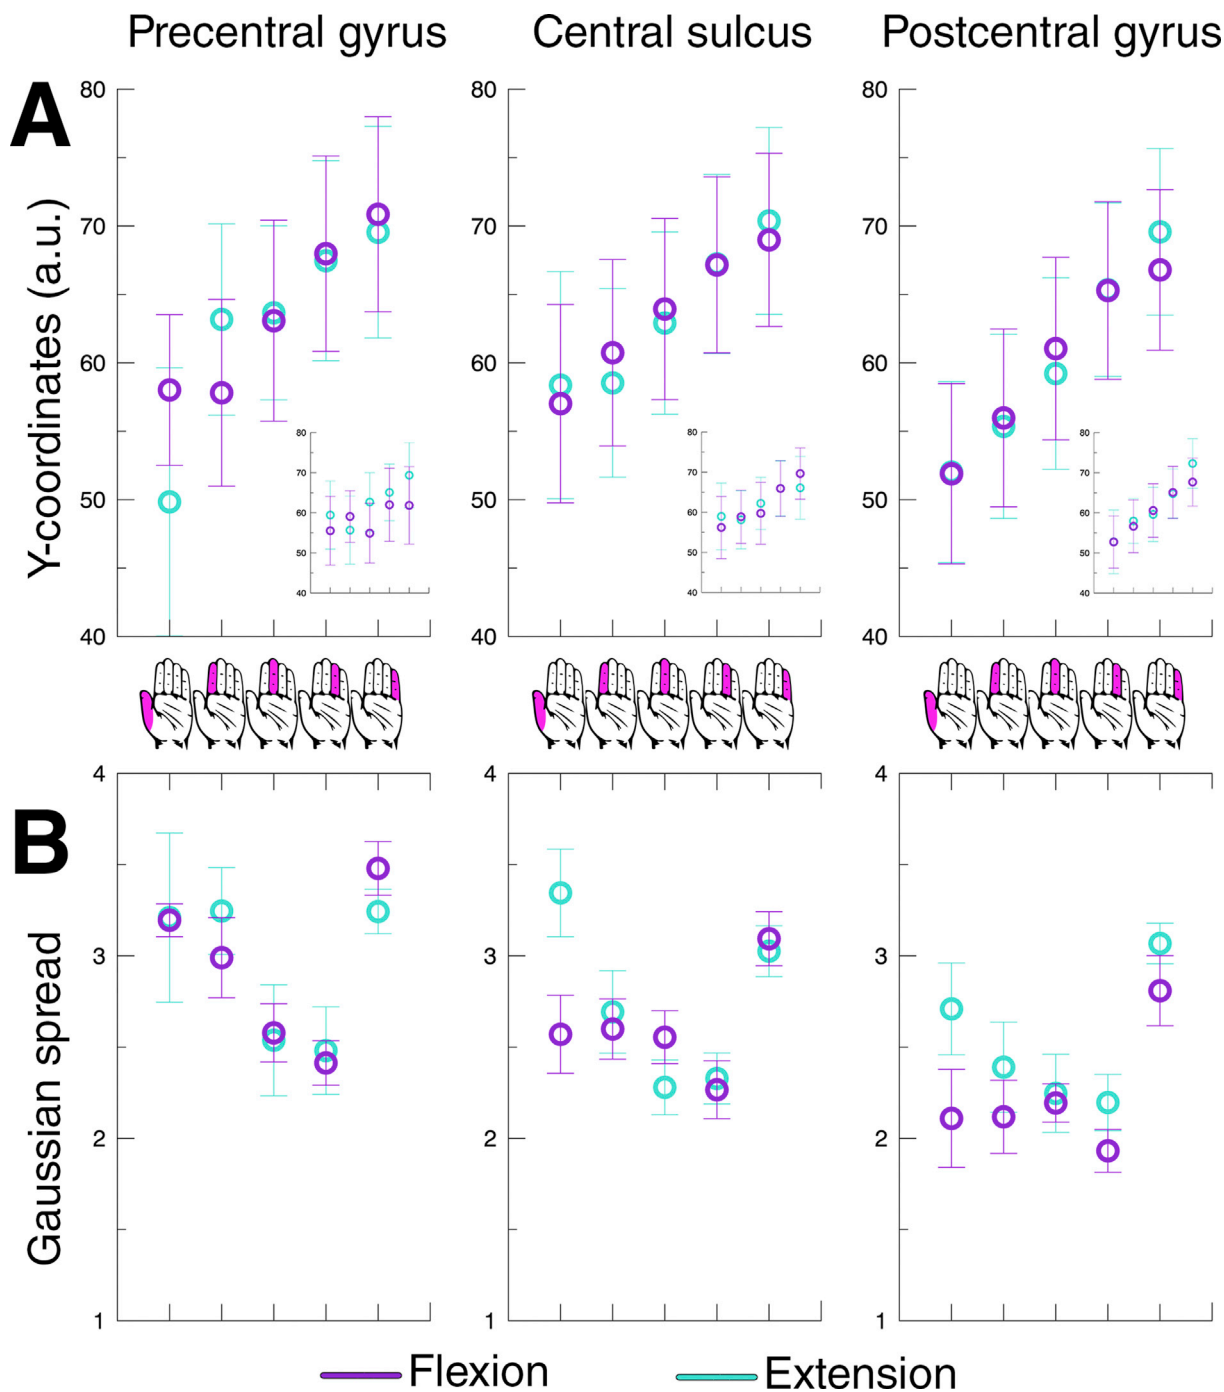 Precentral gyrus Central sulcus Postcentral gyrus
A
Y-coordinates (a.u.)
80 80 80
70 70 70
60 60 60
50 50 50
40 40 40
80 80 80
70 70 70
60 60 60
50 50 50
40 40 40
B
Gaussian spread
4 4 4
3 3 3
2 2 2
1 1 1
Flexion Extension